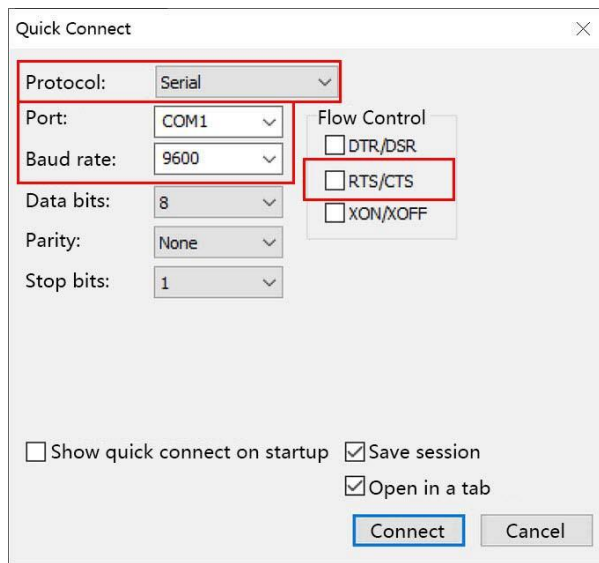 Quick Connect
Protocol: Serial
Port: COM1
Flow Control
DTR/DSR
Baud rate: 9600
RTS/CTS
Data bits: 8
XON/XOFF
Parity: None
Stop bits: 1
Show quick connect on startup
Save session
Open in a tab
Connect
Cancel